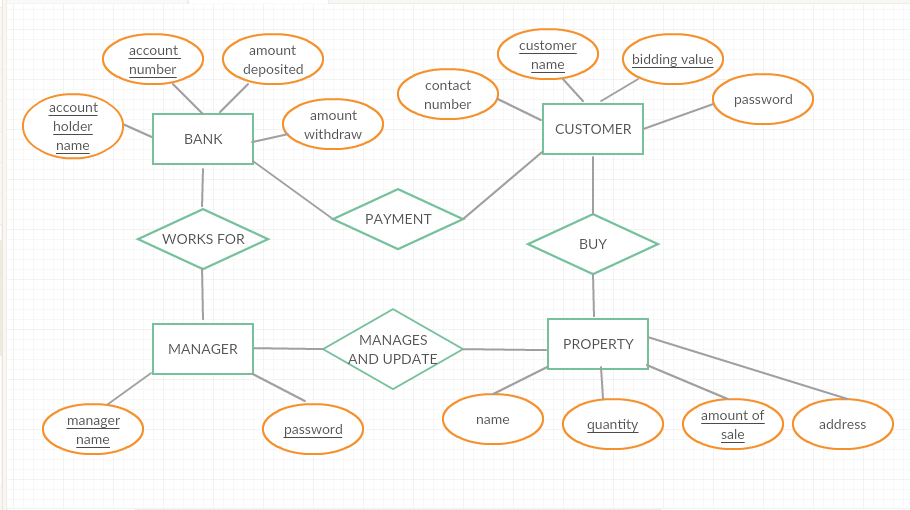 account
number
amount
deposited
customer
name
bidding value
contact
number
password
account
holder
name
amount
withdraw
BANK
CUSTOMER
PAYMENT
WORKS FOR
BUY
MANAGER
MANAGES
AND UPDATE
PROPERTY
manager
name
password
name
quantity
amount of
sale
address